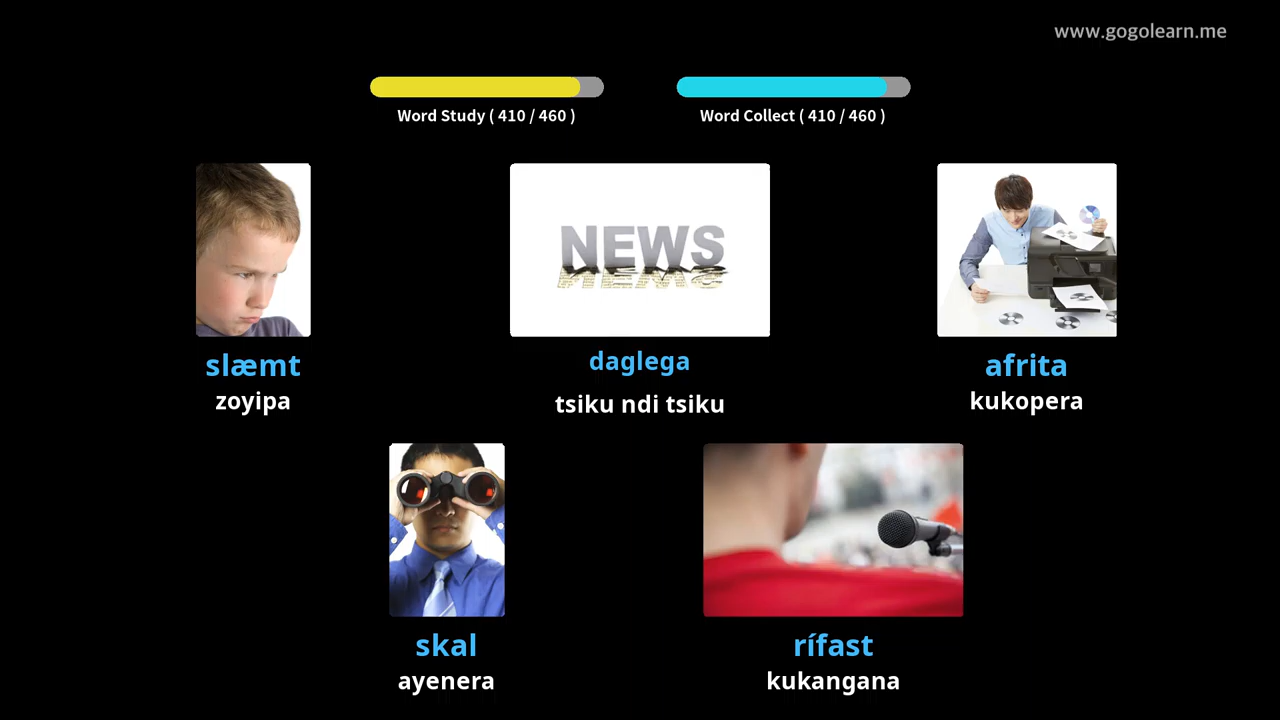 www.gogolearn.me
Word Study ( 410 / 460 )
Word Collect ( 410 / 460 )
NEWS
slæmt
zoyipa
daglega
tsiku ndi tsiku
afrita
kukopera
skal
ayenera
rífast
kukangana